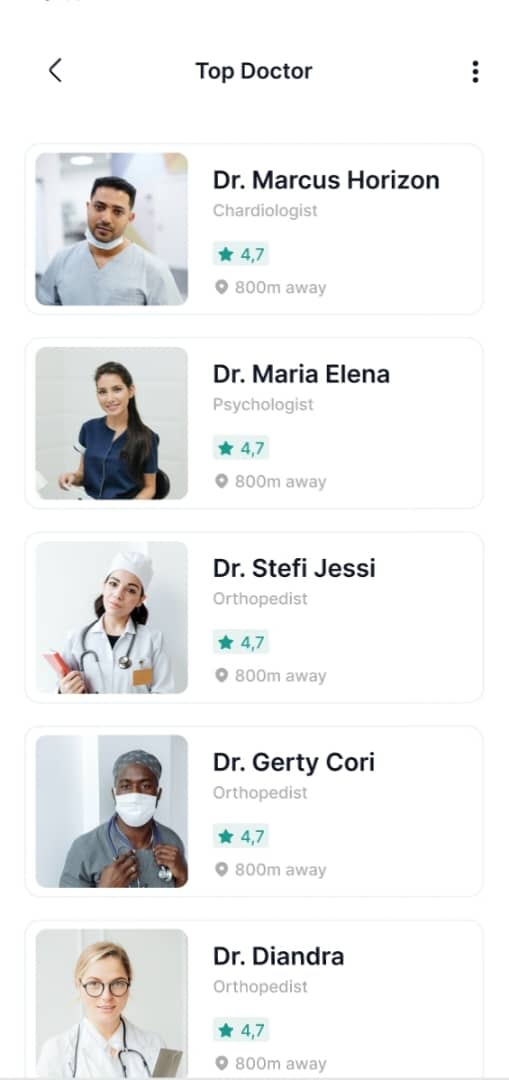 Top Doctor
Dr. Marcus Horizon
Chardiologist
4,7
800m away
Dr. Maria Elena
Psychologist
4,7
800m away
Dr. Stefi Jessi
Orthopedist
4,7
800m away
Dr. Gerty Cori
Orthopedist
4,7
800m away
Dr. Diandra
Orthopedist
4,7
800m away